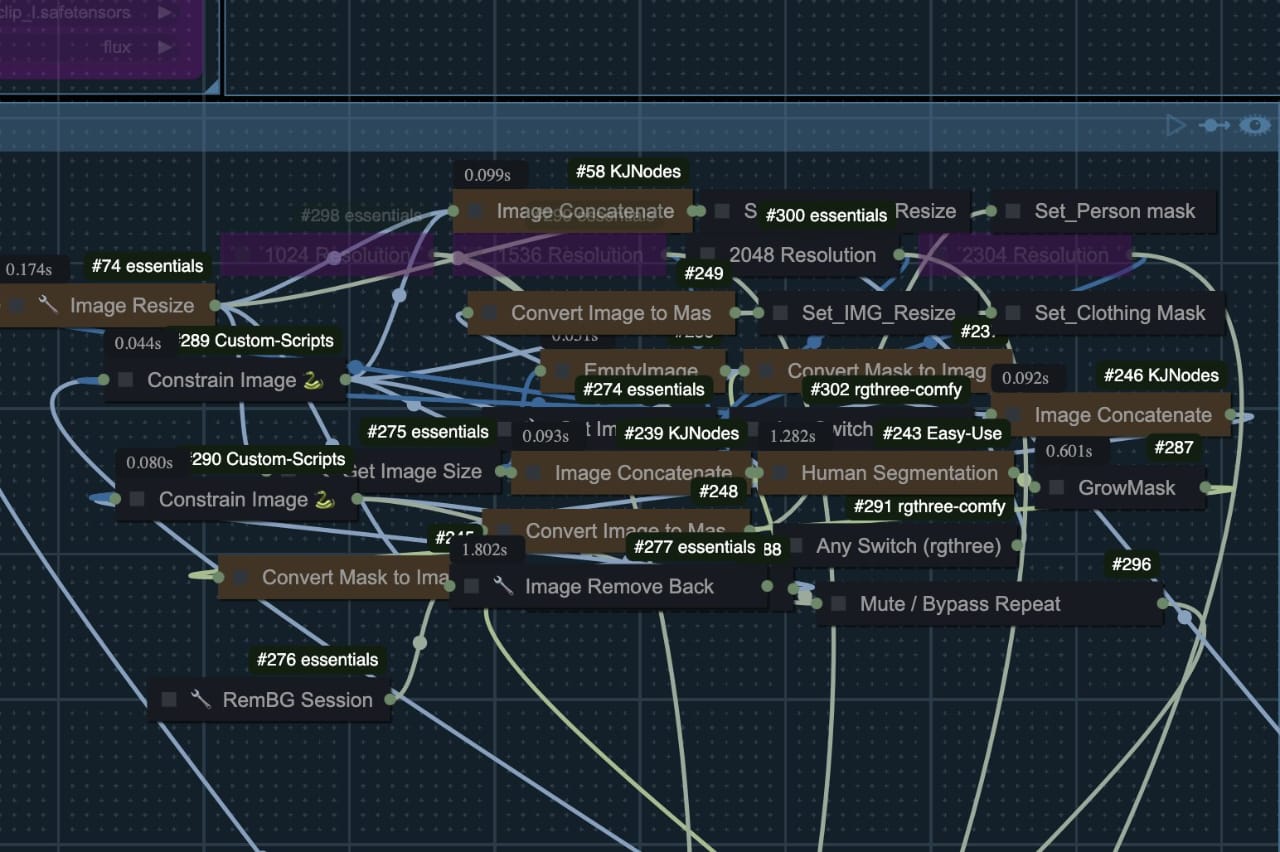 clip_l.safetensors
flux
0.099s
#58 KJNodes
#298 essentials
Image Concatenate
S
#300 essentials
Resize
Set_Person mask
1024 Resolution
1536 Resolution
2048 Resolution
2304 Resolution
0.174s
#74 essentials
#249
Image Resize
Convert Image to Mas
Set_IMG_Resize
Set_Clothing Mask
0.044s
289 Custom-Scripts
#23
EmptyImage
Convert Mask to Imag
0.092s
#246 KJNodes
Constrain Image
#274 essentials
#302 rgthree-comfy
Image Concatenate
#275 essentials
0.093s
#239 KJNodes
1.282s
witch
#243 Easy-Use
0.601s
#287
0.080s
290 Custom-Scripts
et Image Size
Image Concatenate
Human Segmentation
GrowMask
Constrain Image
#248
#291 rgthree-comfy
Convert Image to Mas
1.802s
#277 essentials
88
Any Switch (rgthree)
#296
Convert Mask to Ima
Image Remove Back
Mute / Bypass Repeat
#276 essentials
RemBG Session